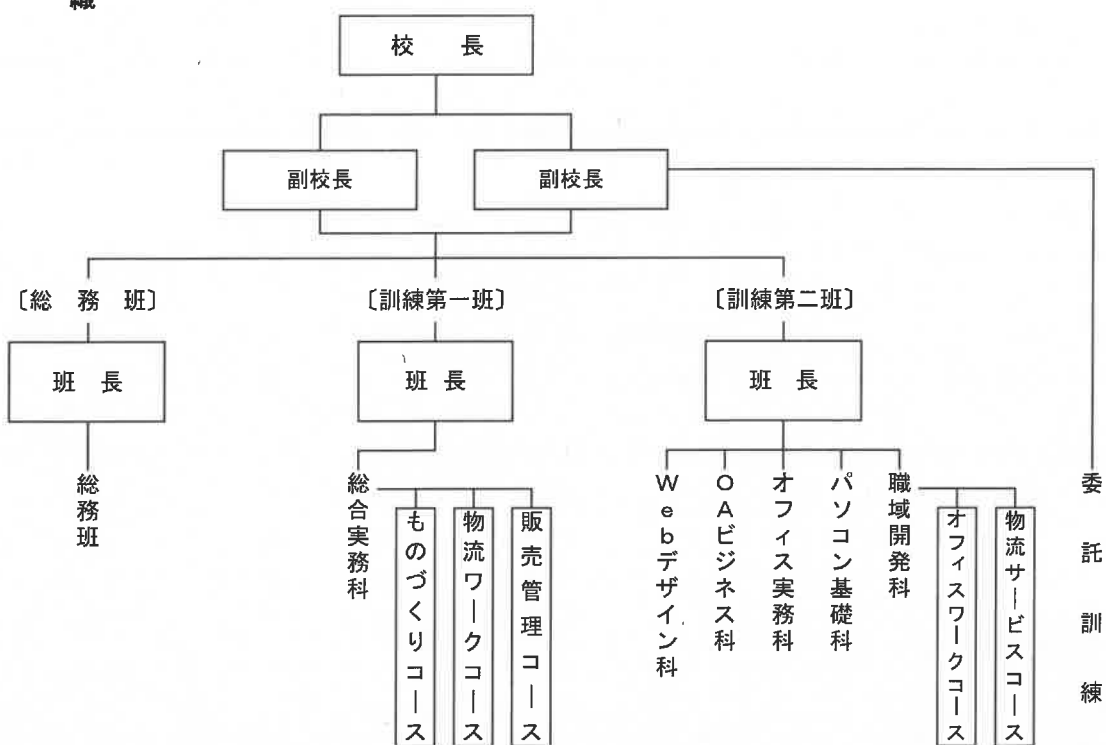 織
校長
副校長
副校長
〔総務班〕
〔訓練第一班〕
〔訓練第二班〕
班長
班長
班長
総務班
総合実務科
ものづくりコース
物流ワークコース
販売管理コース
Webデザイン科
OAビジネス科
オフィス実務科
パソコン基礎科
職域開発科
オフィスワークコース
物流サービスコース
委託訓練